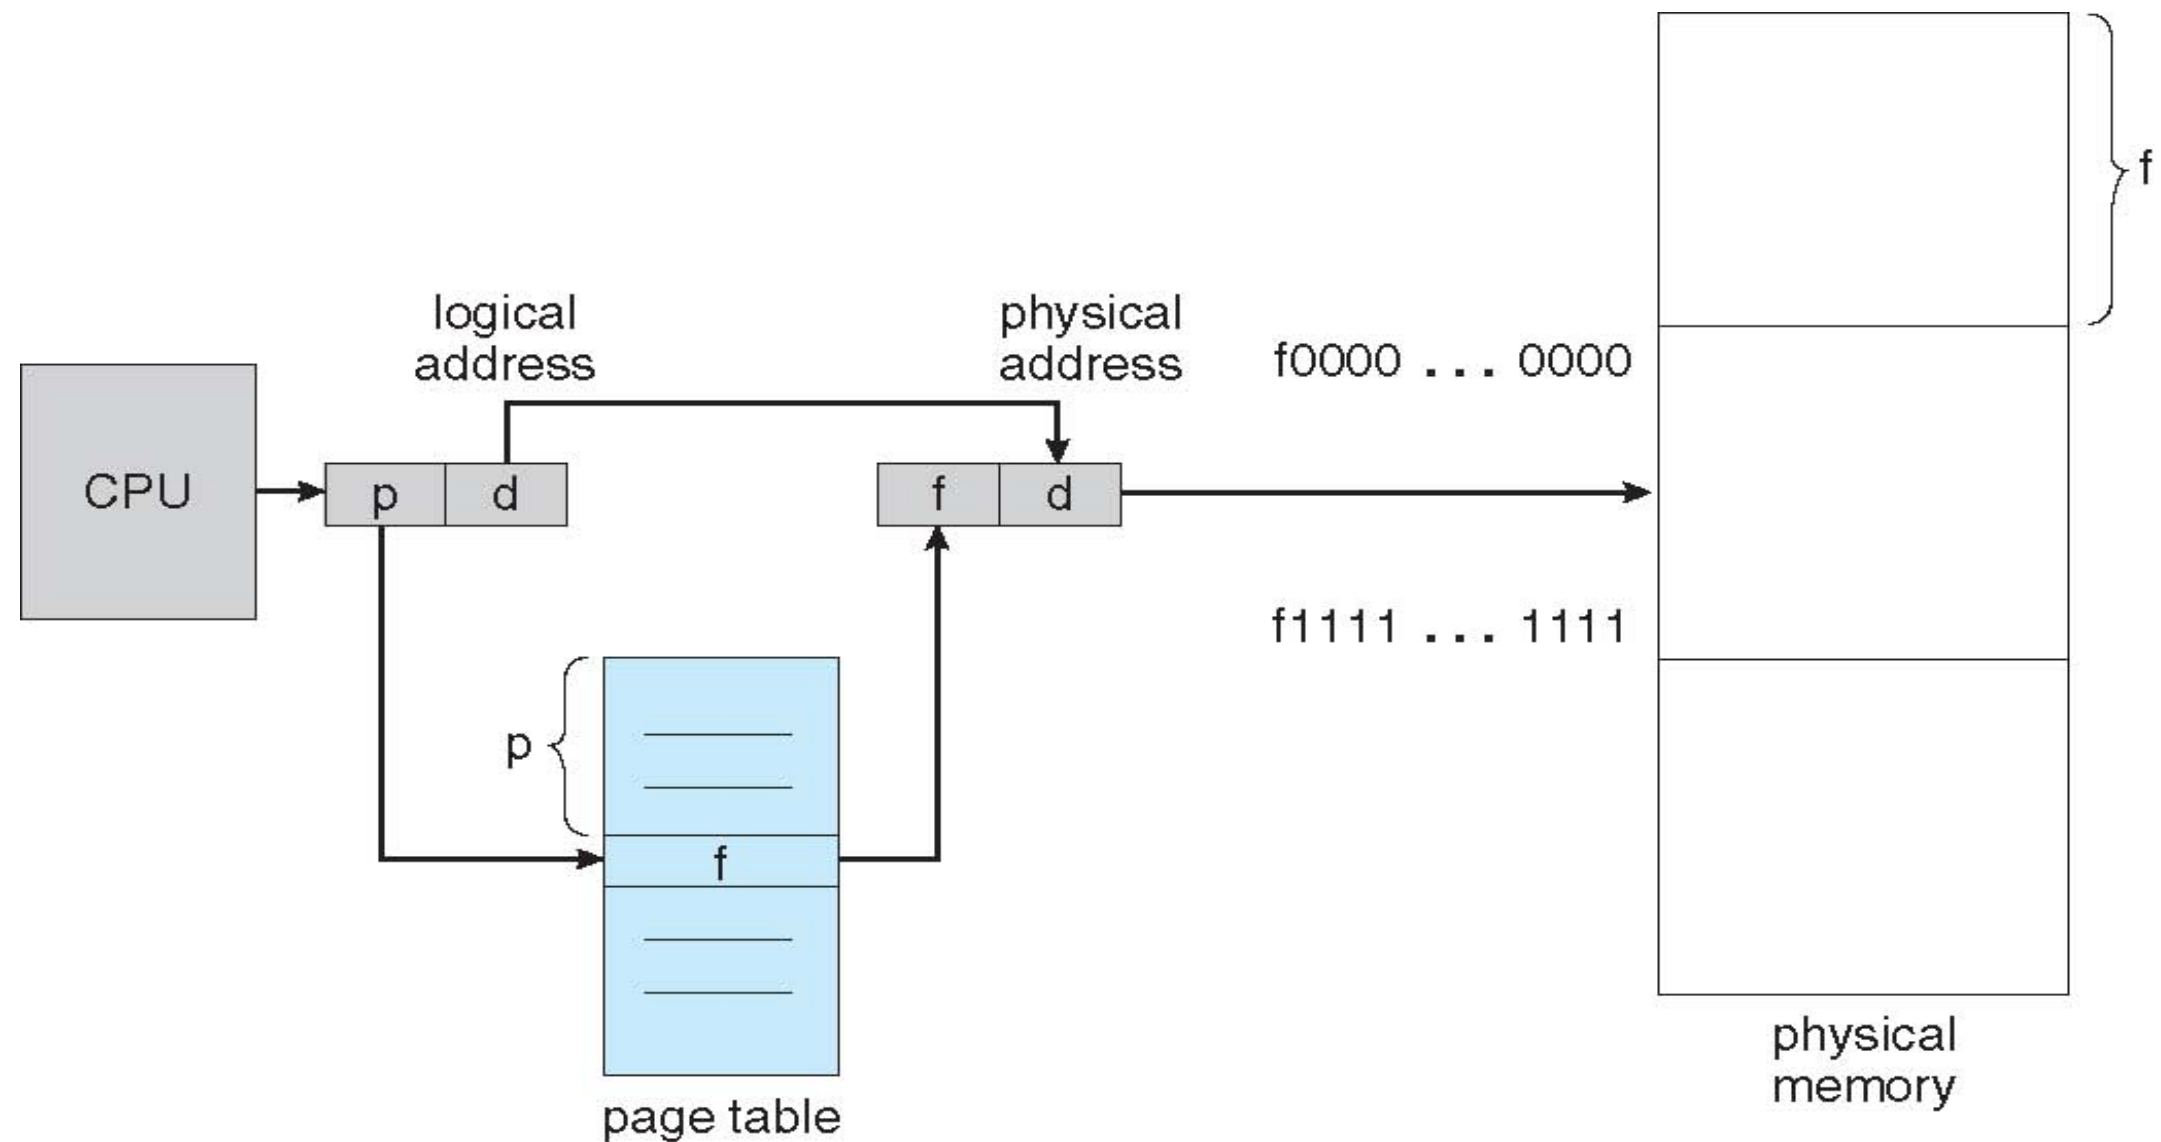 f
logical
address
physical
address
f0000 ... 0000
CPU
p
d
f
d
f1111 ... 1111
p
f
physical
memory
page table